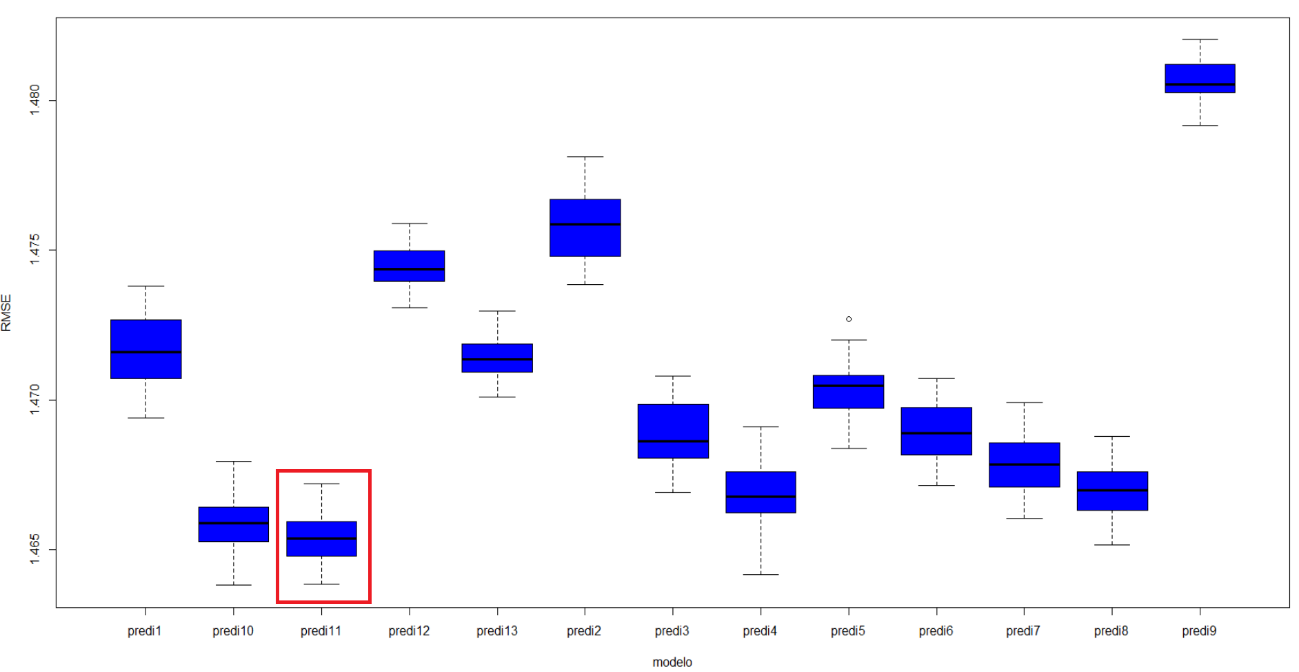 RMSE
1.480
1.475
1.470
1.465
predi1 predi10 predi11 predi12 predi13 predi2 predi3 predi4 predi5 predi6 predi7 predi8 predi9
modelo